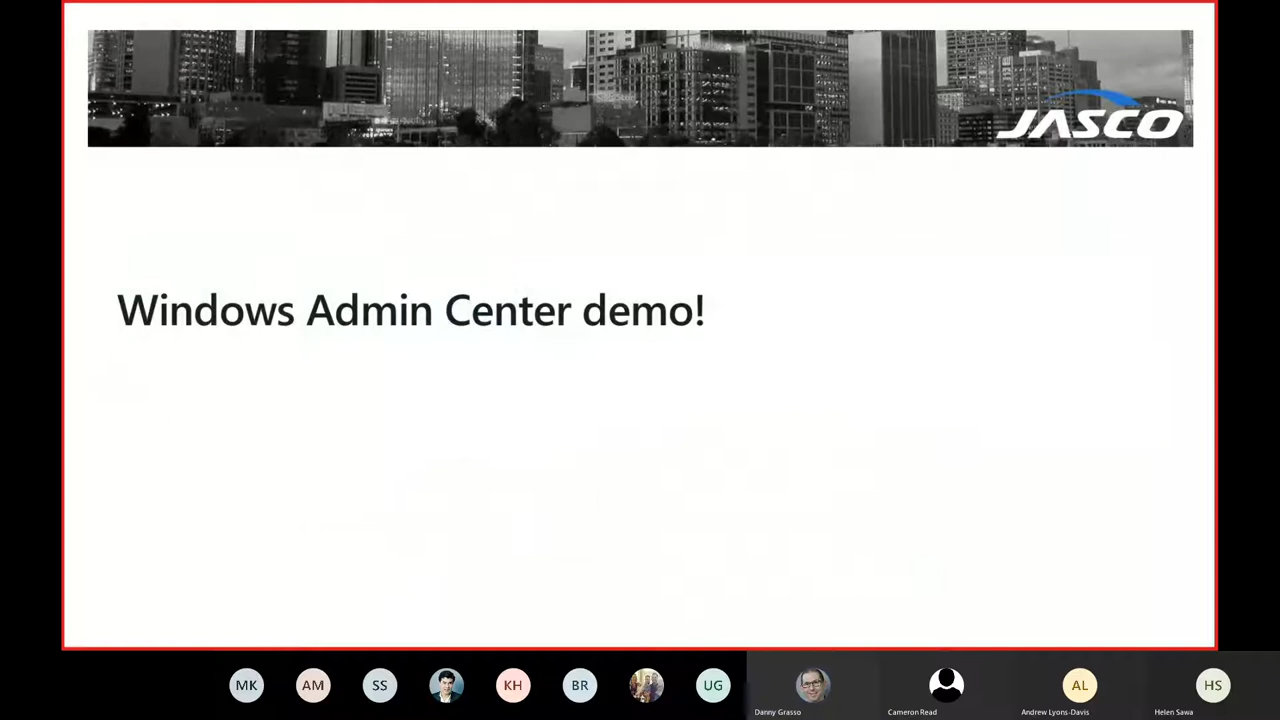 JASCO
Windows Admin Center demo!
MK
AM
SS
KH
BR
UG
AL
HS
Danny Grasso
Cameron Read
Andrew Lyons-Davis
Helen Sawa